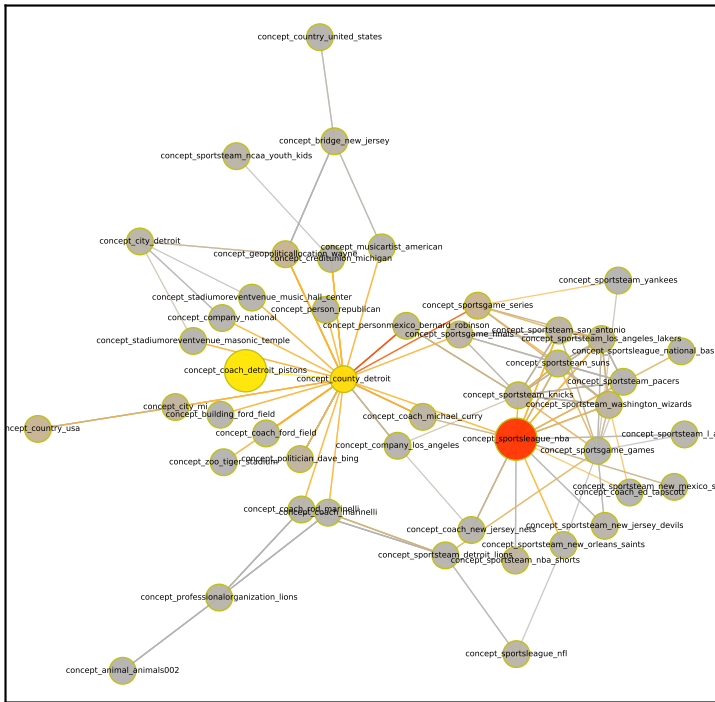 concept_country_united_states
concept_bridge_new_jersey
concept_sportsteam_ncaa_youth_kids
concept_city_detroit
concept_musicartist_american
concept_geopoliticallocation_wayne
concept_creditunion_michigan
concept_sportsteam_yankees
concept_stadiumoreventvenue_music_hall_center
concept_sportsgame_series
concept_person_republican
concept_company_national
concept_personmexico_bernard_robinson
concept_sportsteam_san_antonio
concept_sportsgame_finals
concept_stadiumoreventvenue_masonic_temple
concept_sportsteam_los_angeles_lakers
concept_sportsleague_national_bas
concept_sportsteam_suns
concept_coach_detroit_pistons
concept_county_detroit
concept_sportsteam_pacers
concept_sportsteam_knicks
concept_sportsteam_washington_wizards
concept_city_mi
concept_building_ford_field
concept_coach_michael_curry
oncept_country_usa
concept_coach_ford_field
concept_sportsteam_l_a
concept_company_los_angeles
concept_sportsleague_nba
concept_sportsgame_games
concept_politician_dave_bing
concept_zoo_tiger_stadium
concept_sportsteam_new_mexico_s
concept_coach_ed_tapscott
concept_coach_rod_marinelli
concept_coach_marinelli
concept_sportsteam_new_jersey_devils
concept_coach_new_jersey_nets
concept_sportsteam_new_orleans_saints
concept_sportsteam_detroit_lions
concept_sportsteam_nba_shorts
concept_professionalorganization_lions
concept_sportsleague_nfl
concept_animal_animals002